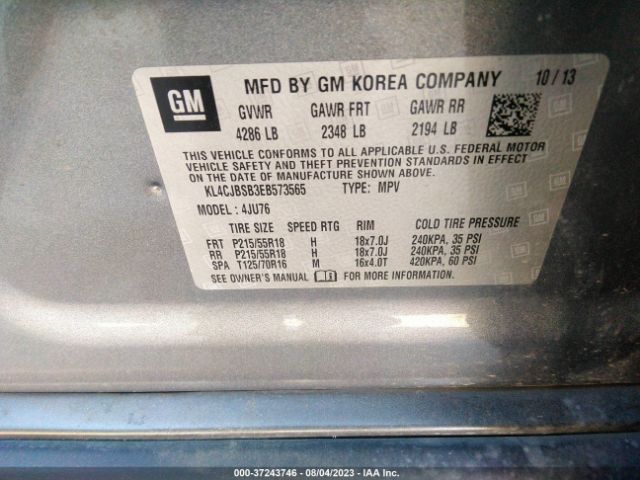 GM
MFD BY GM KOREA COMPANY 10/13
GVWR GAWR FRT GAWR RR
4286 LB 2348 LB 2194 LB
THIS VEHICLE CONFORMS TO ALL APPLICABLE U.S. FEDERAL MOTOR
VEHICLE SAFETY AND THEFT PREVENTION STANDARDS IN EFFECT
ON THE DATE OF MANUFACTURE SHOWN ABOVE.
KL4CJBSB3EB573565 TYPE: MPV
MODEL: 4JU76
TIRE SIZE SPEED RTG RIM COLD TIRE PRESSURE
FRT P215/55R18 H 18x7.0J 240KPA, 35 PSI
RR P215/55R18 H 18x7.0J 240KPA, 35 PSI
SPA T125/70R16 M 16x4.0T 420KPA, 60 PSI
SEE OWNER'S MANUAL FOR MORE INFORMATION.
000-37243746 - 08/04/2023 - IAA Inc.